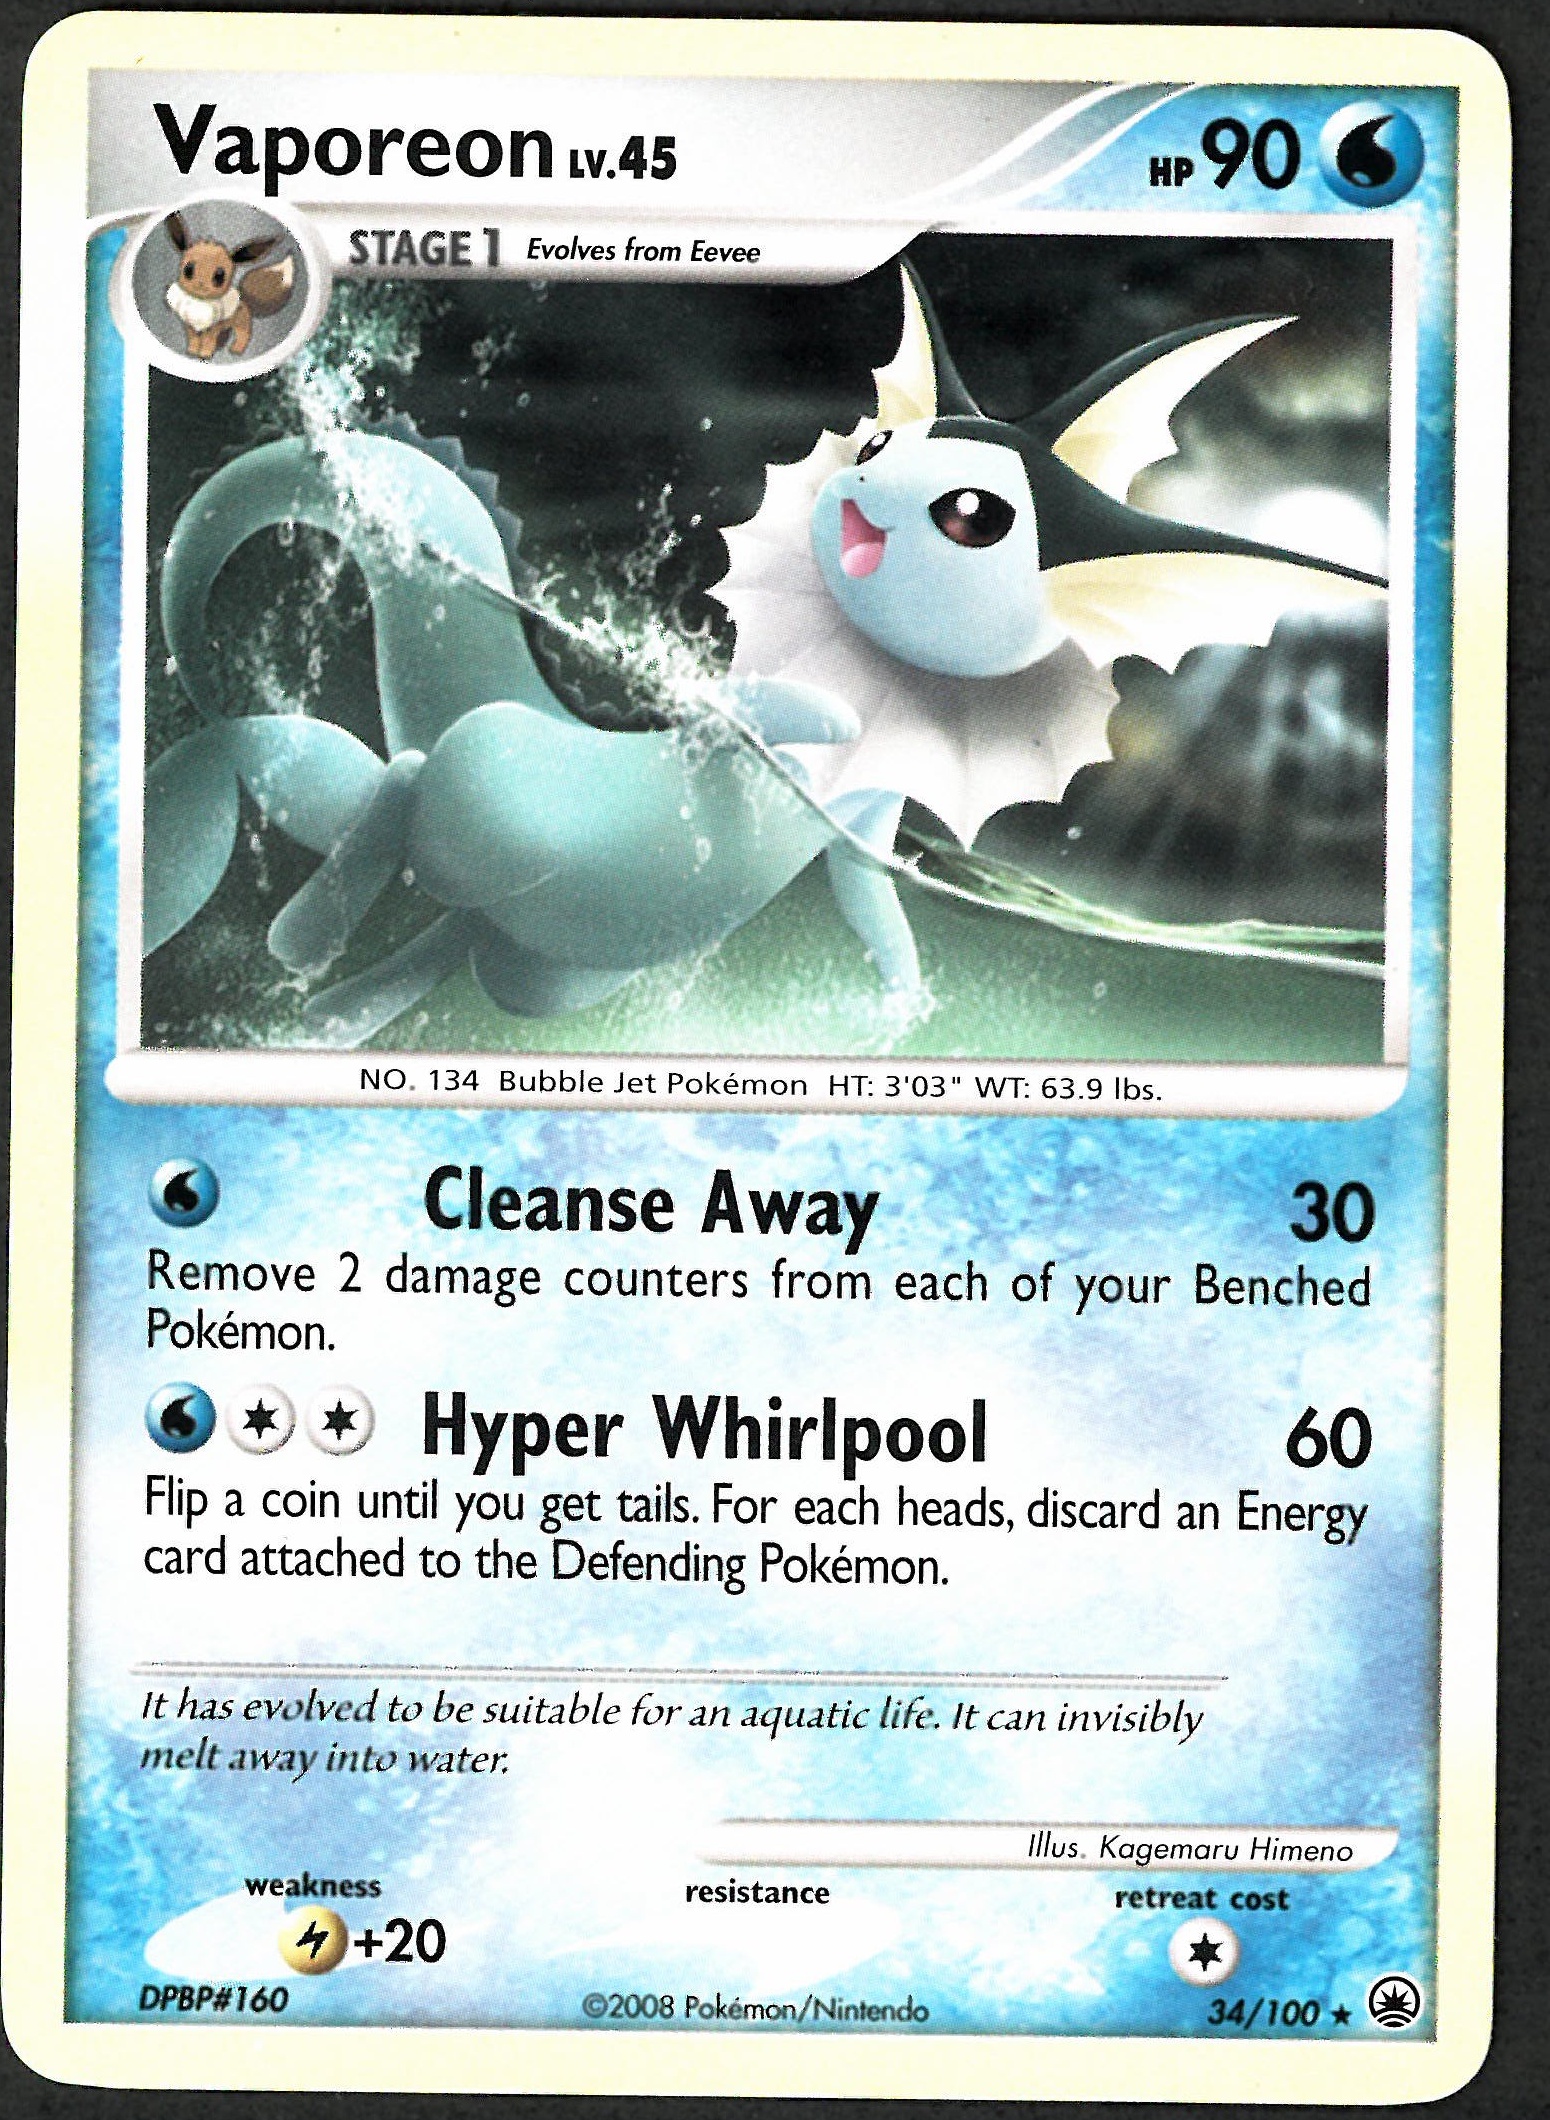 Vaporeon LV.45
HP 90
STAGE 1 Evolves from Eevee
NO. 134 Bubble Jet Pokémon HT: 3'03" WT: 63.9 lbs.
Cleanse Away 30
Remove 2 damage counters from each of your Benched
Pokémon.
Hyper Whirlpool 60
Flip a coin until you get tails. For each heads, discard an Energy
card attached to the Defending Pokémon.
It has evolved to be suitable for an aquatic life. It can invisibly
melt away into water.
Illus. Kagemaru Himeno
weakness resistance retreat cost
+20
DPBP#160 ©2008 Pokémon/Nintendo 34/100 ★